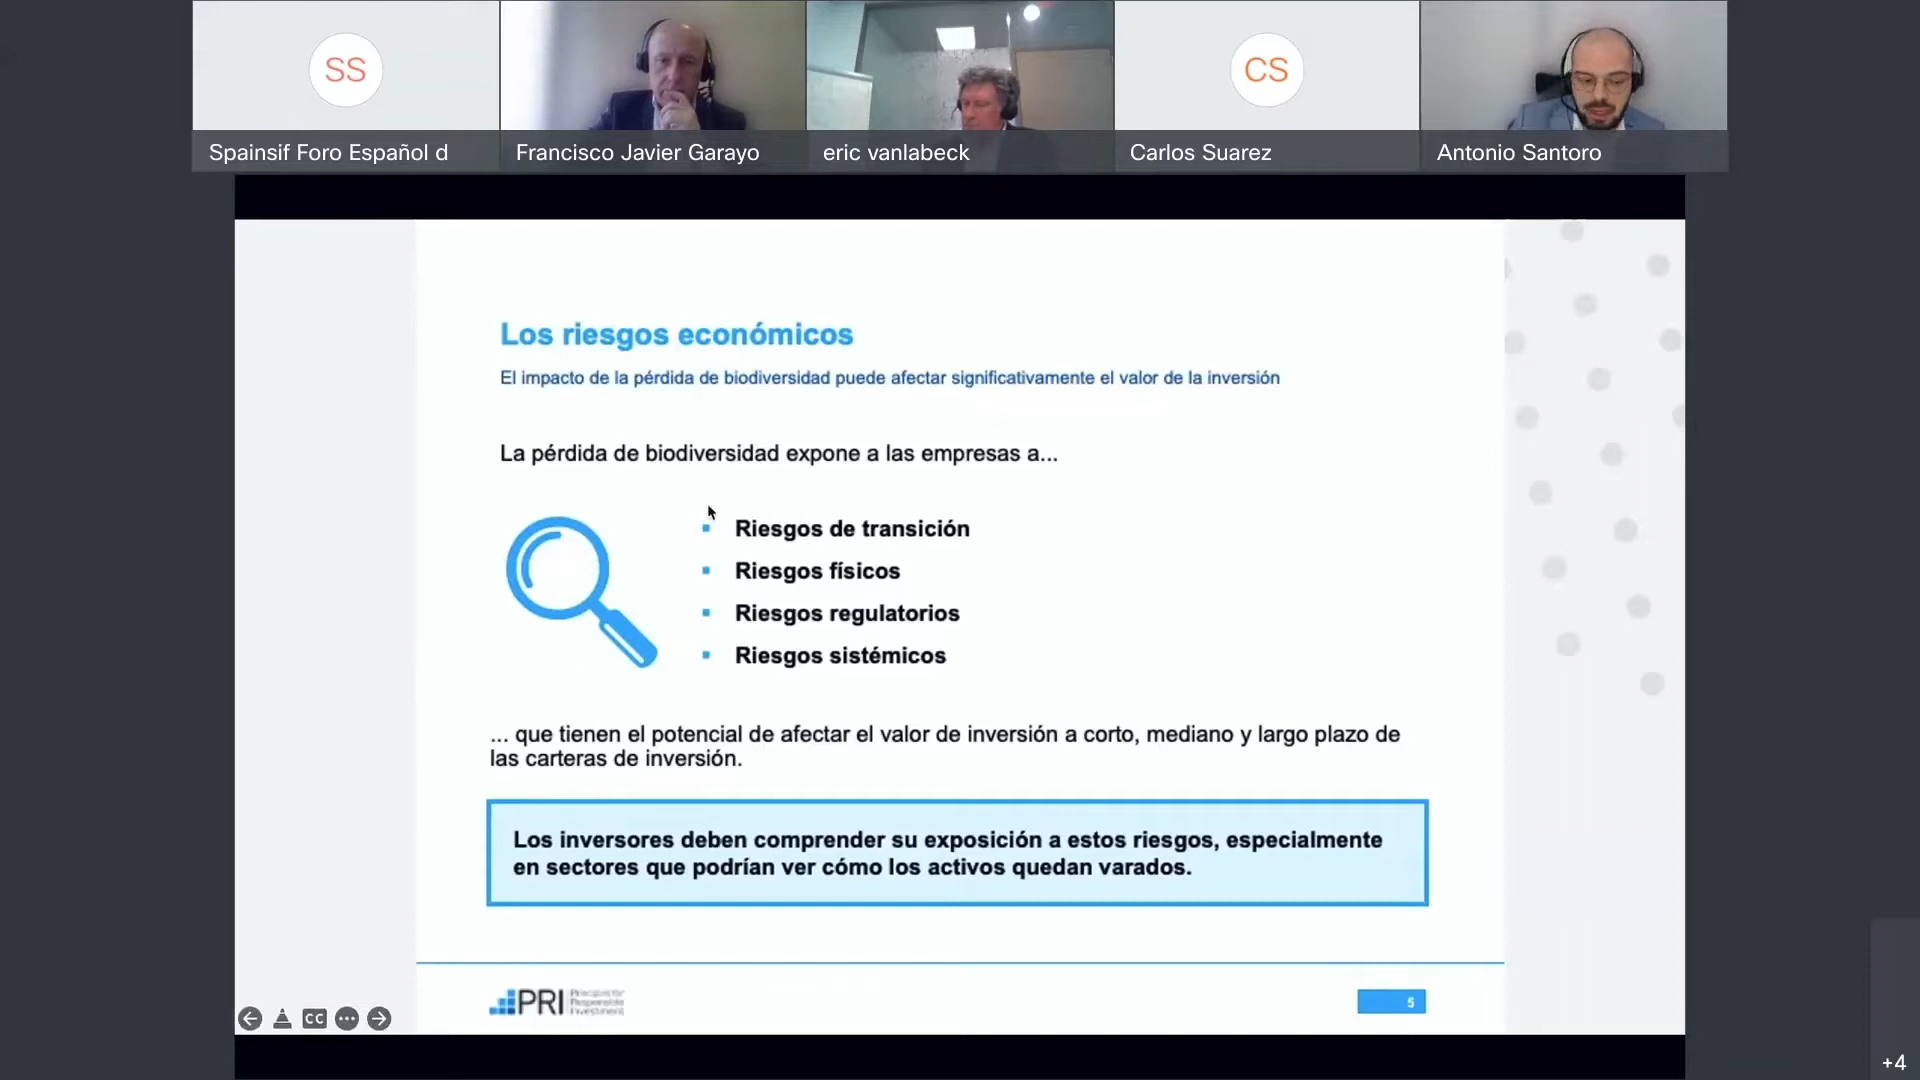 SS
CS
Spainsif Foro Español d
Francisco Javier Garayo
eric vanlabeck
Carlos Suarez
Antonio Santoro
Los riesgos económicos
El impacto de la pérdida de biodiversidad puede afectar significativamente el valor de la inversión
La pérdida de biodiversidad expone a las empresas a...
Riesgos de transición
Riesgos físicos
Riesgos regulatorios
Riesgos sistémicos
... que tienen el potencial de afectar el valor de inversión a corto, mediano y largo plazo de
las carteras de inversión.
Los inversores deben comprender su exposición a estos riesgos, especialmente
en sectores que podrían ver cómo los activos quedan varados.
PRI
Principles for
Responsible
Investment
5
CC
+4